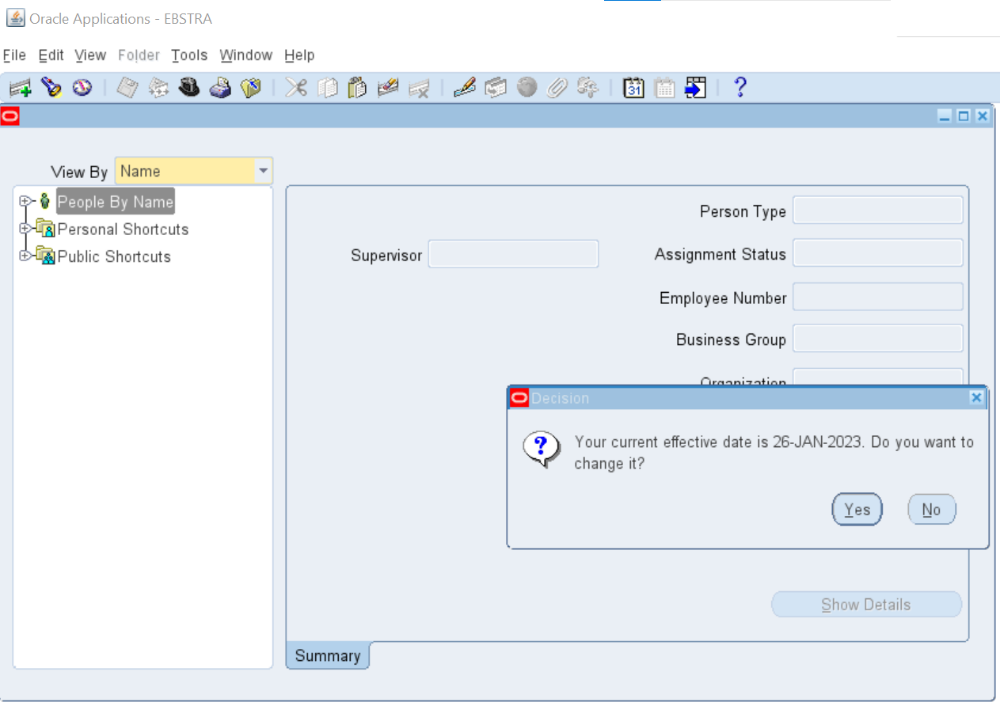 Oracle Applications - EBSTRA
File Edit View Folder Tools Window Help
31
?
View By Name
People By Name
Personal Shortcuts
Public Shortcuts
Person Type
Supervisor
Assignment Status
Employee Number
Business Group
Organization
Decision
?
Your current effective date is 26-JAN-2023. Do you want to
change it?
Yes No
Show Details
Summary